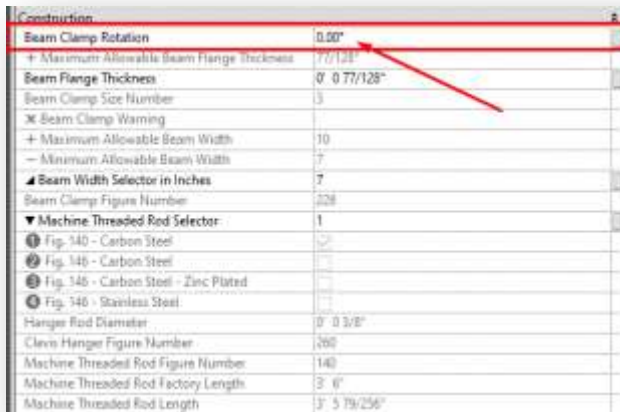 Construction
Beam Clamp Rotation 0.00°
+ Maximum Allowable Beam Flange Thickness 77/128"
Beam Flange Thickness 0' 0 77/128"
Beam Clamp Size Number 3
✖ Beam Clamp Warning
+ Maximum Allowable Beam Width 10
− Minimum Allowable Beam Width 7
◢ Beam Width Selector in Inches 7
Beam Clamp Figure Number 228
▼ Machine Threaded Rod Selector 1
❶ Fig. 140 - Carbon Steel
❷ Fig. 146 - Carbon Steel
❸ Fig. 146 - Carbon Steel - Zinc Plated
❹ Fig. 146 - Stainless Steel
Hanger Rod Diameter 0' 0 3/8"
Clevis Hanger Figure Number 260
Machine Threaded Rod Figure Number 140
Machine Threaded Rod Factory Length 3' 6"
Machine Threaded Rod Length 3' 5 79/256"